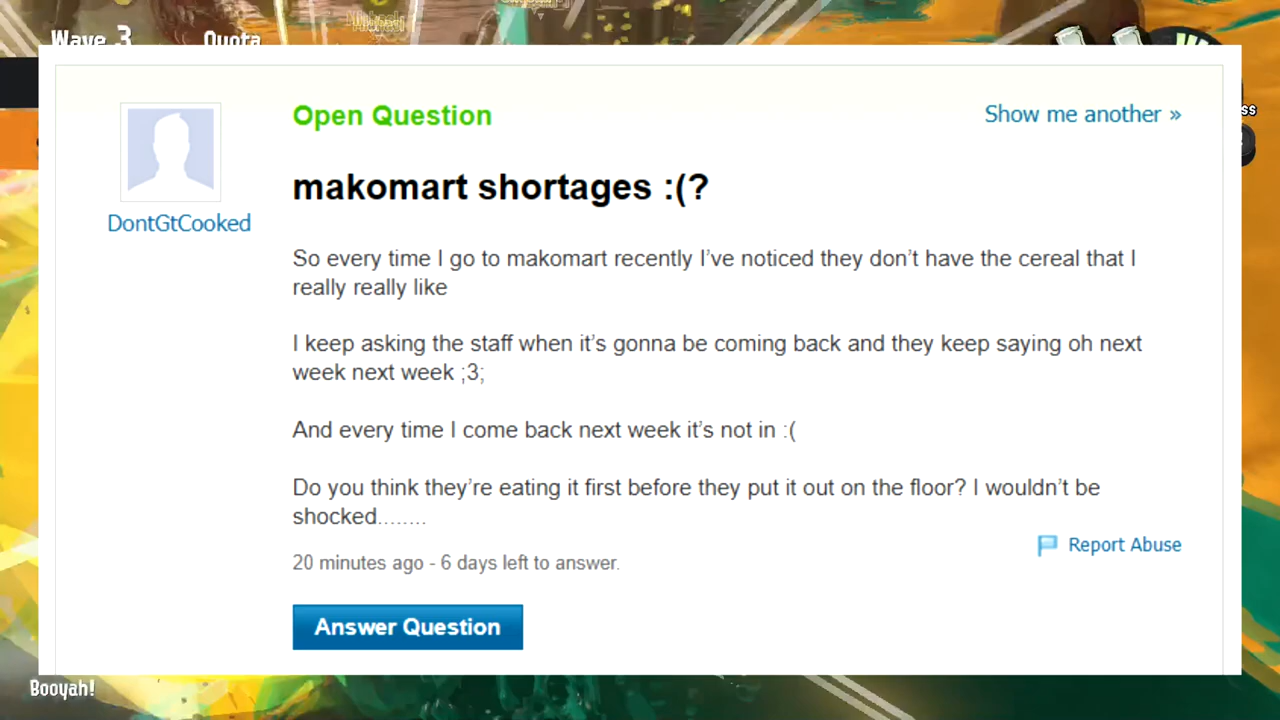 Wave 3
Quota
Open Question
Show me another »
DontGtCooked
makomart shortages :(?
So every time I go to makomart recently I've noticed they don't have the cereal that I
really really like
I keep asking the staff when it's gonna be coming back and they keep saying oh next
week next week ;3;
And every time I come back next week it's not in :(
Do you think they're eating it first before they put it out on the floor? I wouldn't be
shocked........
Report Abuse
20 minutes ago - 6 days left to answer.
Answer Question
Booyah!